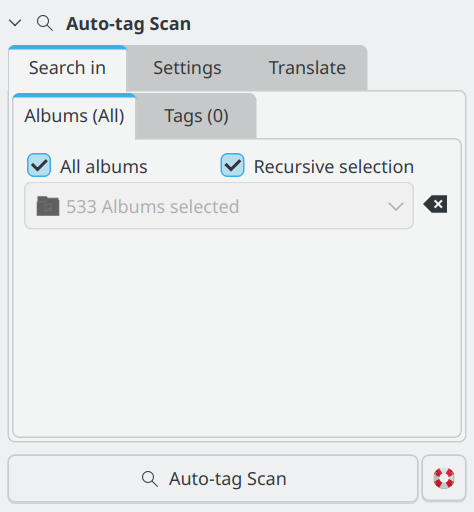 Auto-tag Scan
Search in Settings Translate
Albums (All) Tags (0)
All albums Recursive selection
533 Albums selected
Auto-tag Scan